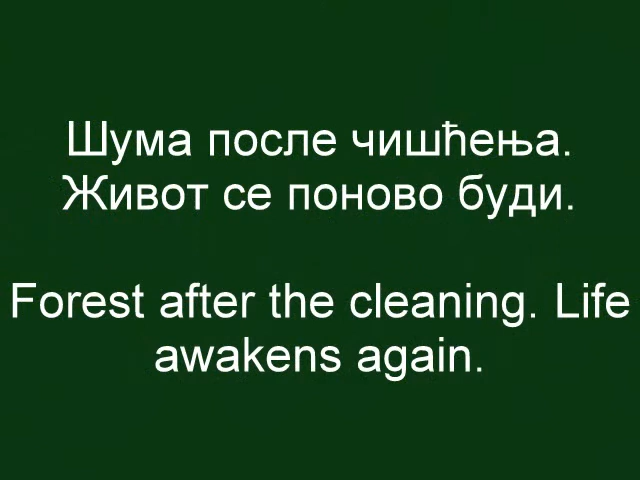 Шума после чишћења.
Живот се поново буди.
Forest after the cleaning. Life
awakens again.